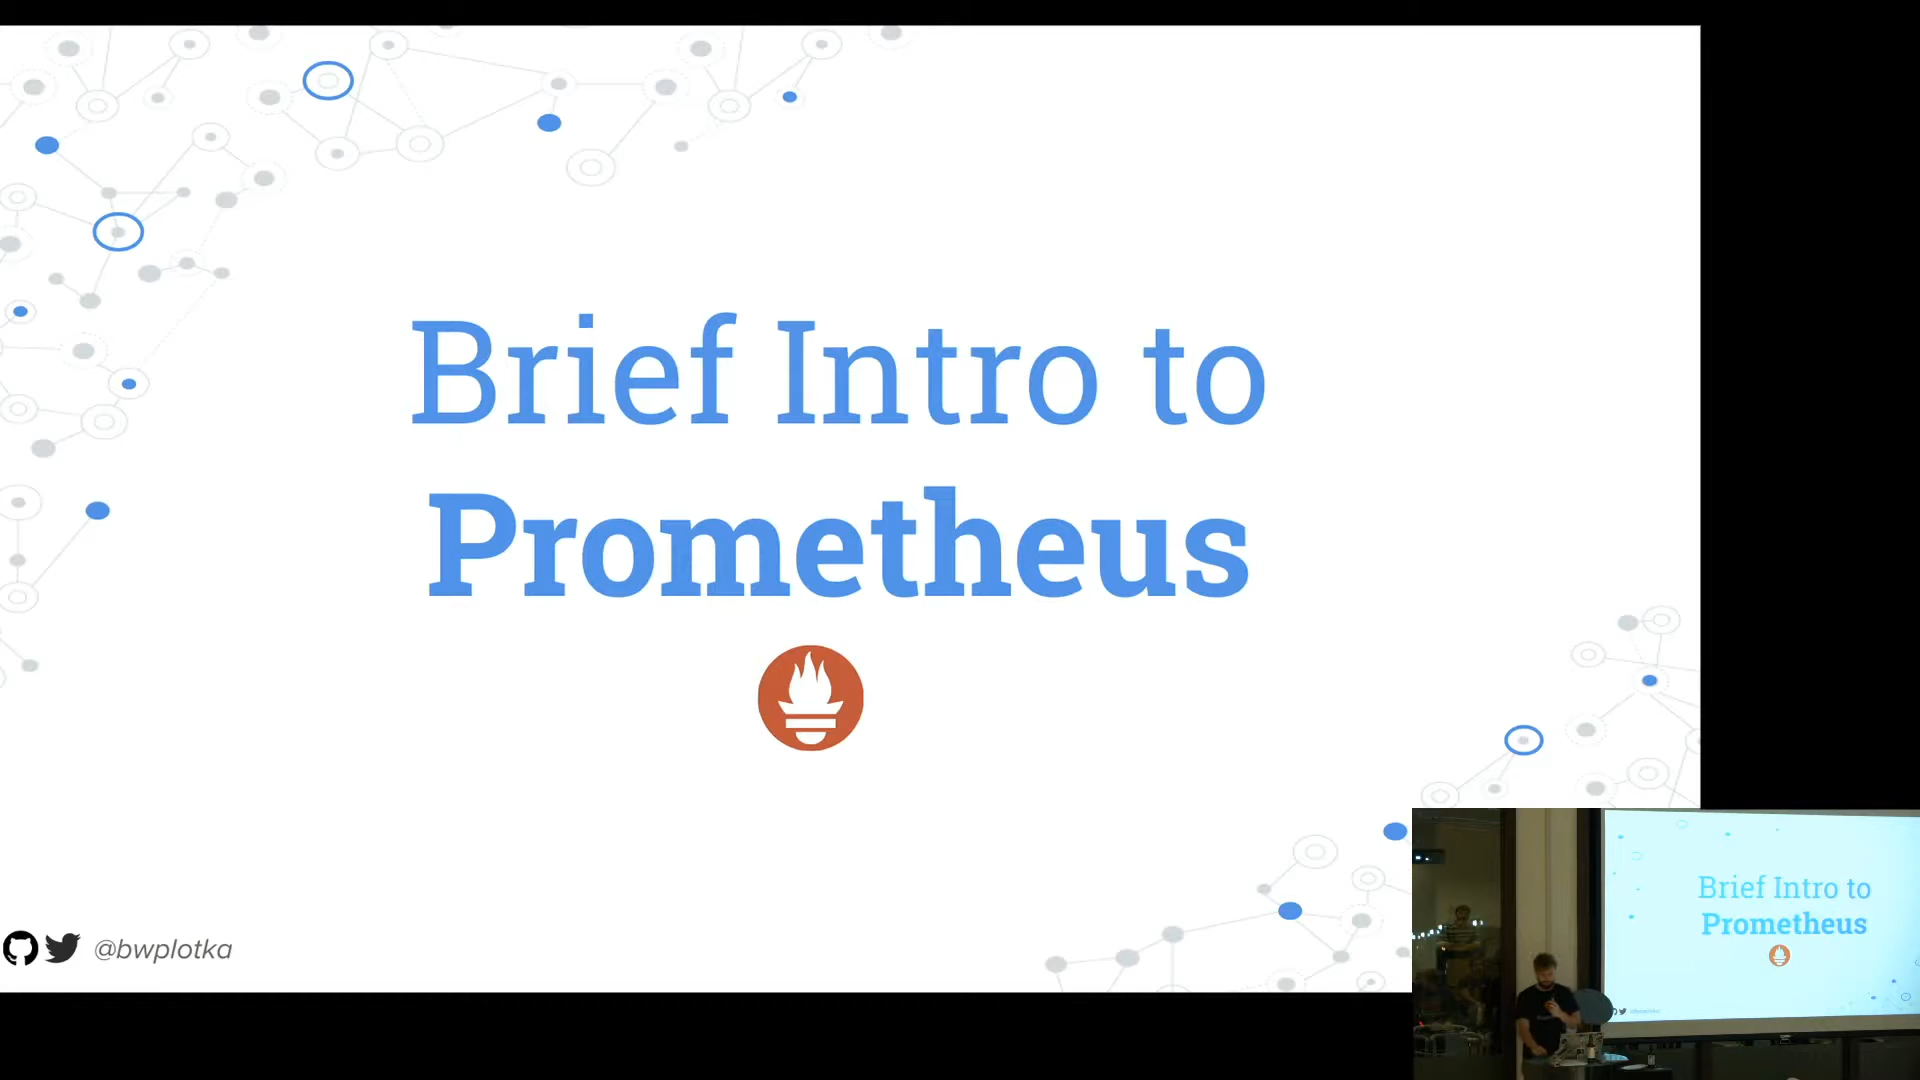 Brief Intro to
Prometheus
@bwplotka
Brief Intro to
Prometheus